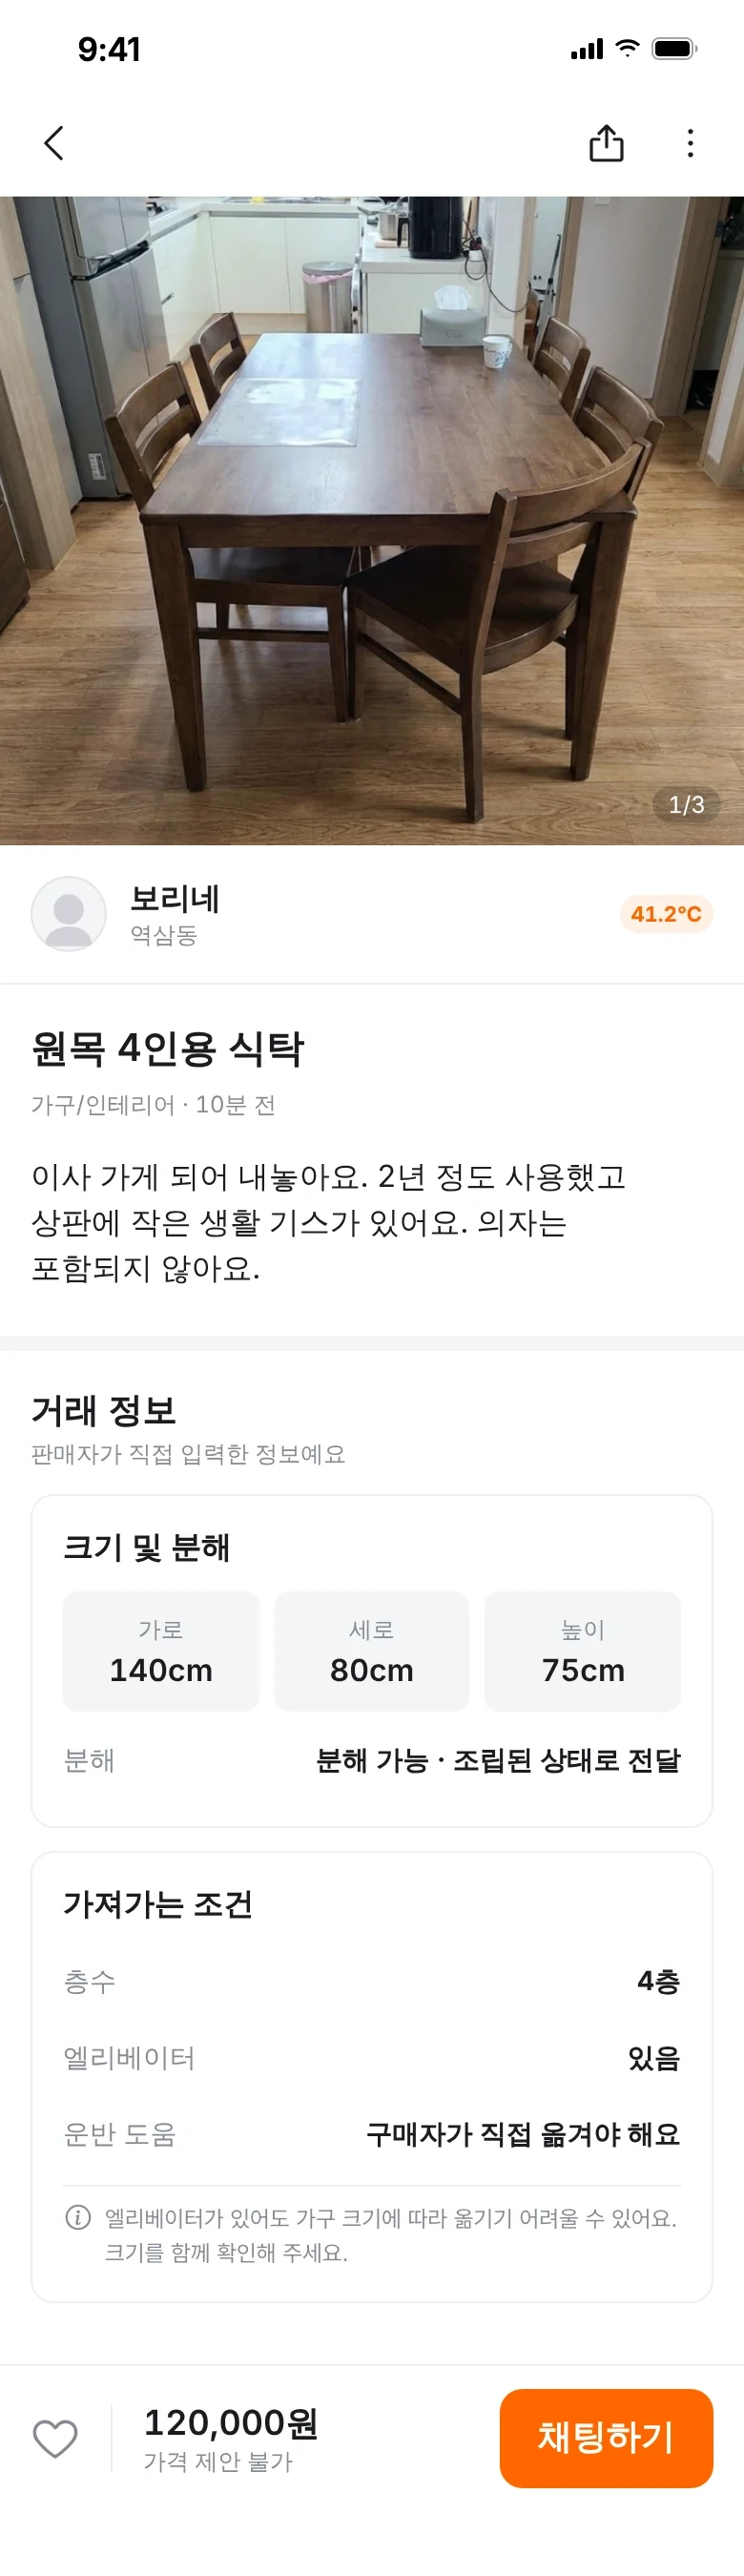 9:41
1/3
보리네
역삼동
41.2°C
원목 4인용 식탁
가구/인테리어 · 10분 전
이사 가게 되어 내놓아요. 2년 정도 사용했고
상판에 작은 생활 기스가 있어요. 의자는
포함되지 않아요.
거래 정보
판매자가 직접 입력한 정보예요
크기 및 분해
가로
140cm
세로
80cm
높이
75cm
분해
분해 가능 · 조립된 상태로 전달
가져가는 조건
층수
4층
엘리베이터
있음
운반 도움
구매자가 직접 옮겨야 해요
엘리베이터가 있어도 가구 크기에 따라 옮기기 어려울 수 있어요.
크기를 함께 확인해 주세요.
120,000원
가격 제안 불가
채팅하기